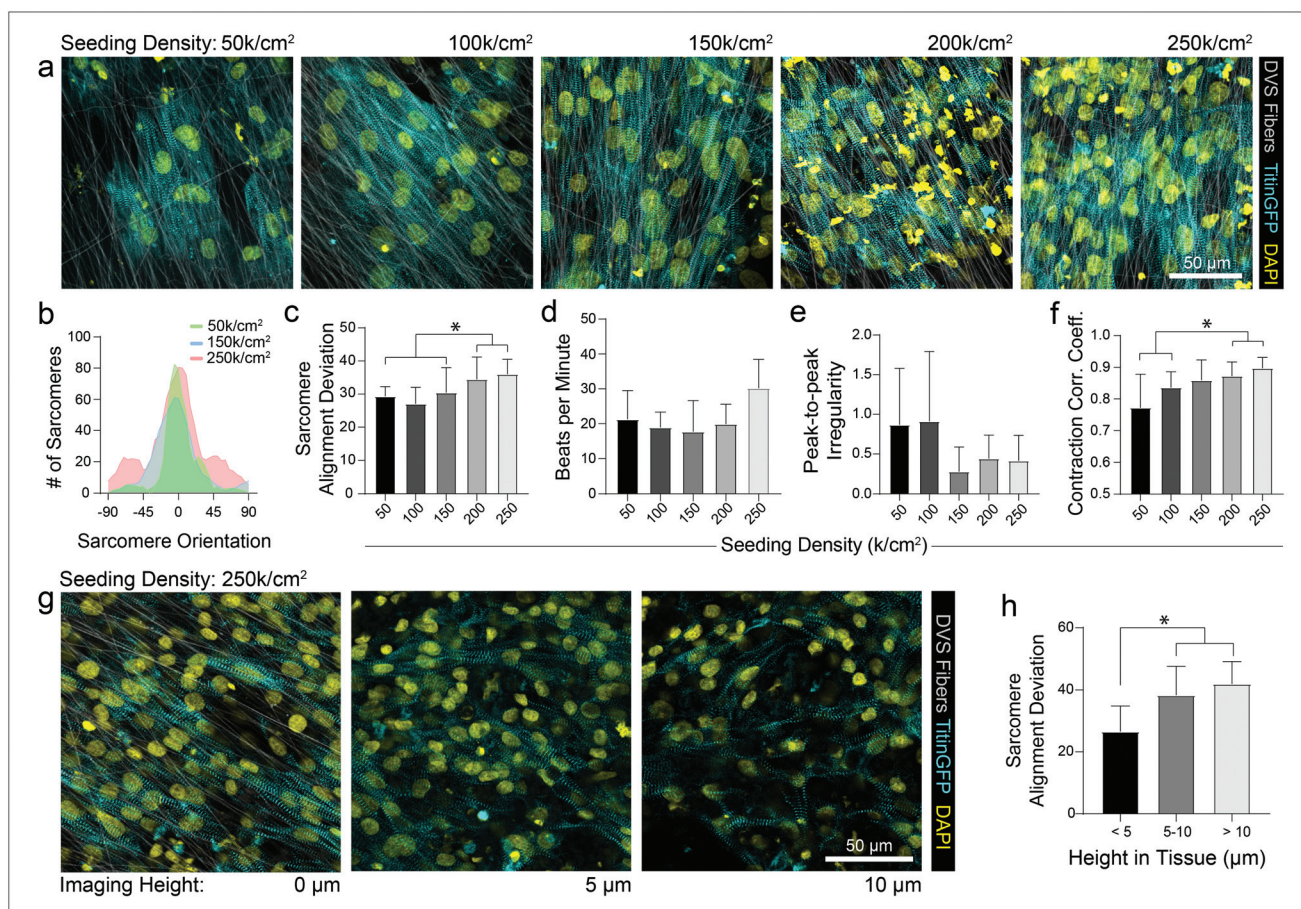 Seeding Density: 50k/cm² 100k/cm² 150k/cm² 200k/cm² 250k/cm²
a
DVS Fibers TitinGFP DAPI
50 µm
b
50k/cm²
150k/cm²
250k/cm²
# of Sarcomeres
100
80
60
40
20
0
-90 -45 0 45 90
Sarcomere Orientation
c
*
Sarcomere
Alignment Deviation
50
40
30
20
10
0
50 100 150 200 250
d
Beats per Minute
60
40
20
0
50 100 150 200 250
e
Peak-to-peak
Irregularity
2.0
1.5
1.0
0.5
0.0
50 100 150 200 250
f
*
Contraction Corr. Coeff.
1.0
0.9
0.8
0.7
0.6
0.5
50 100 150 200 250
Seeding Density (k/cm²)
Seeding Density: 250k/cm²
g
DVS Fibers TitinGFP DAPI
50 µm
Imaging Height: 0 µm 5 µm 10 µm
h
*
Sarcomere
Alignment Deviation
60
40
20
0
< 5 5-10 > 10
Height in Tissue (µm)